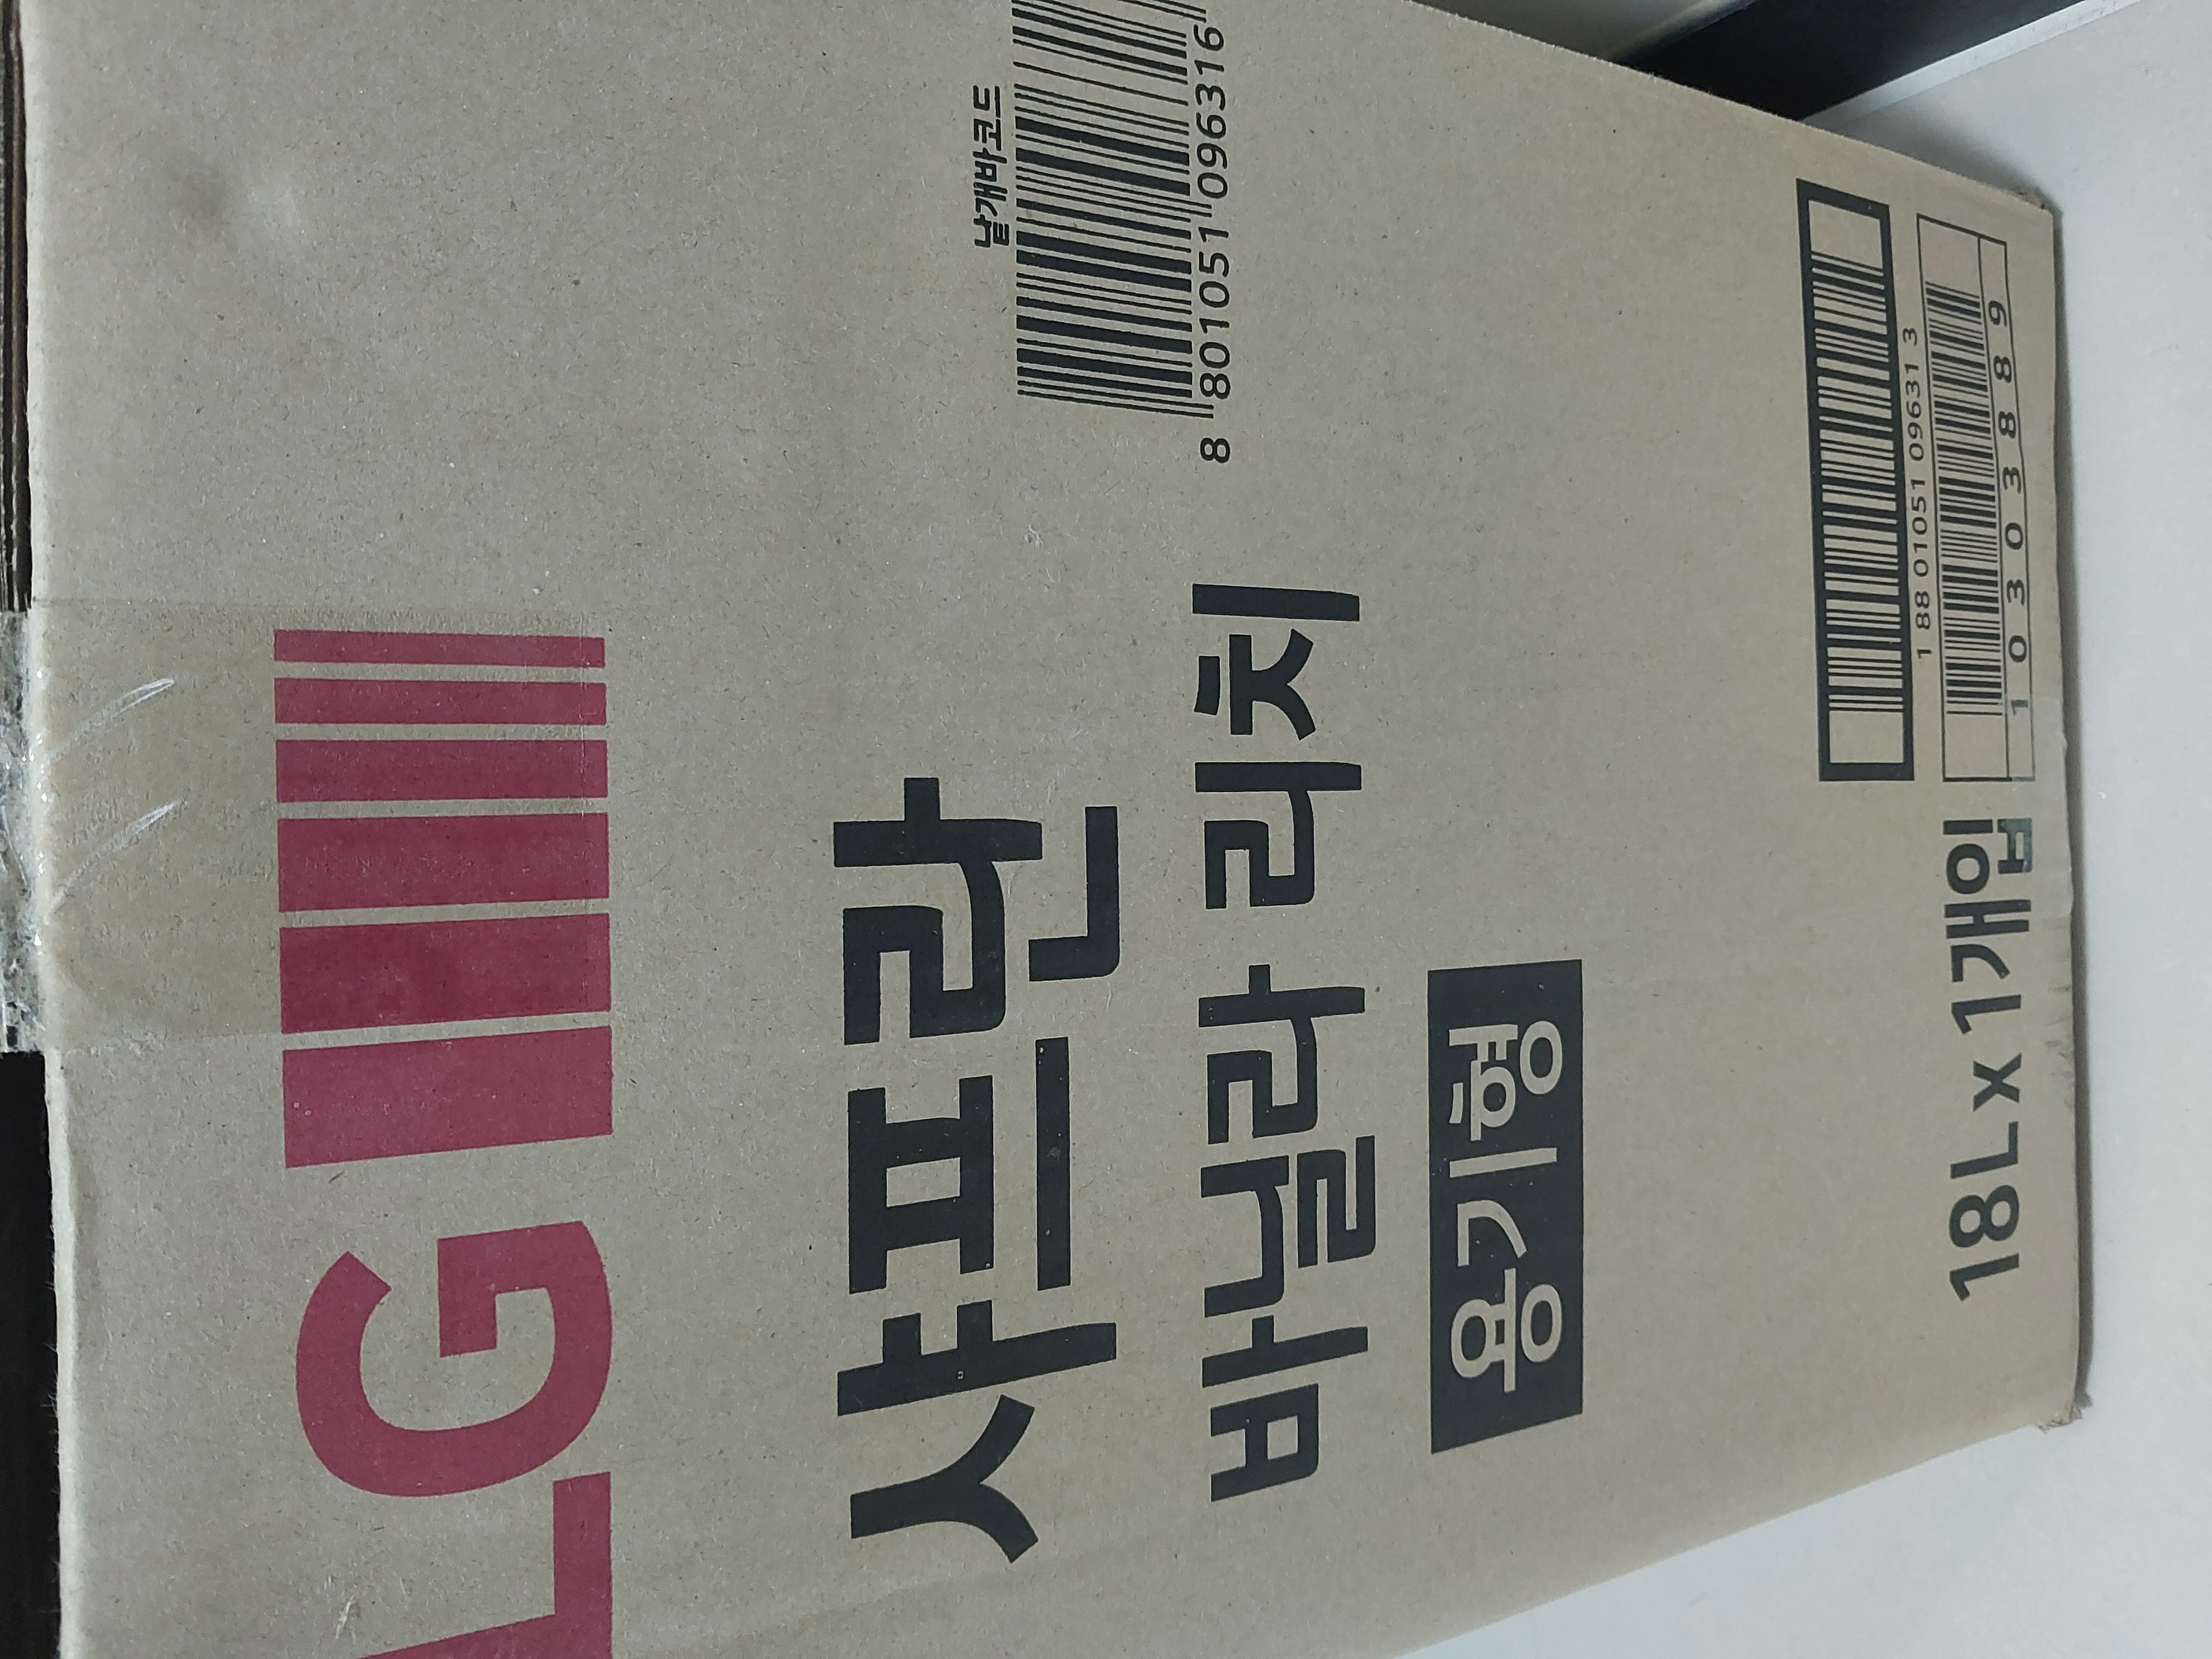 LG
샤프란
바닐라 리치
용기형
낱개바코드
8 801051 096316
18L x 1개입
1 88 01051 09631 3
1 0 3 0 3 8 8 9